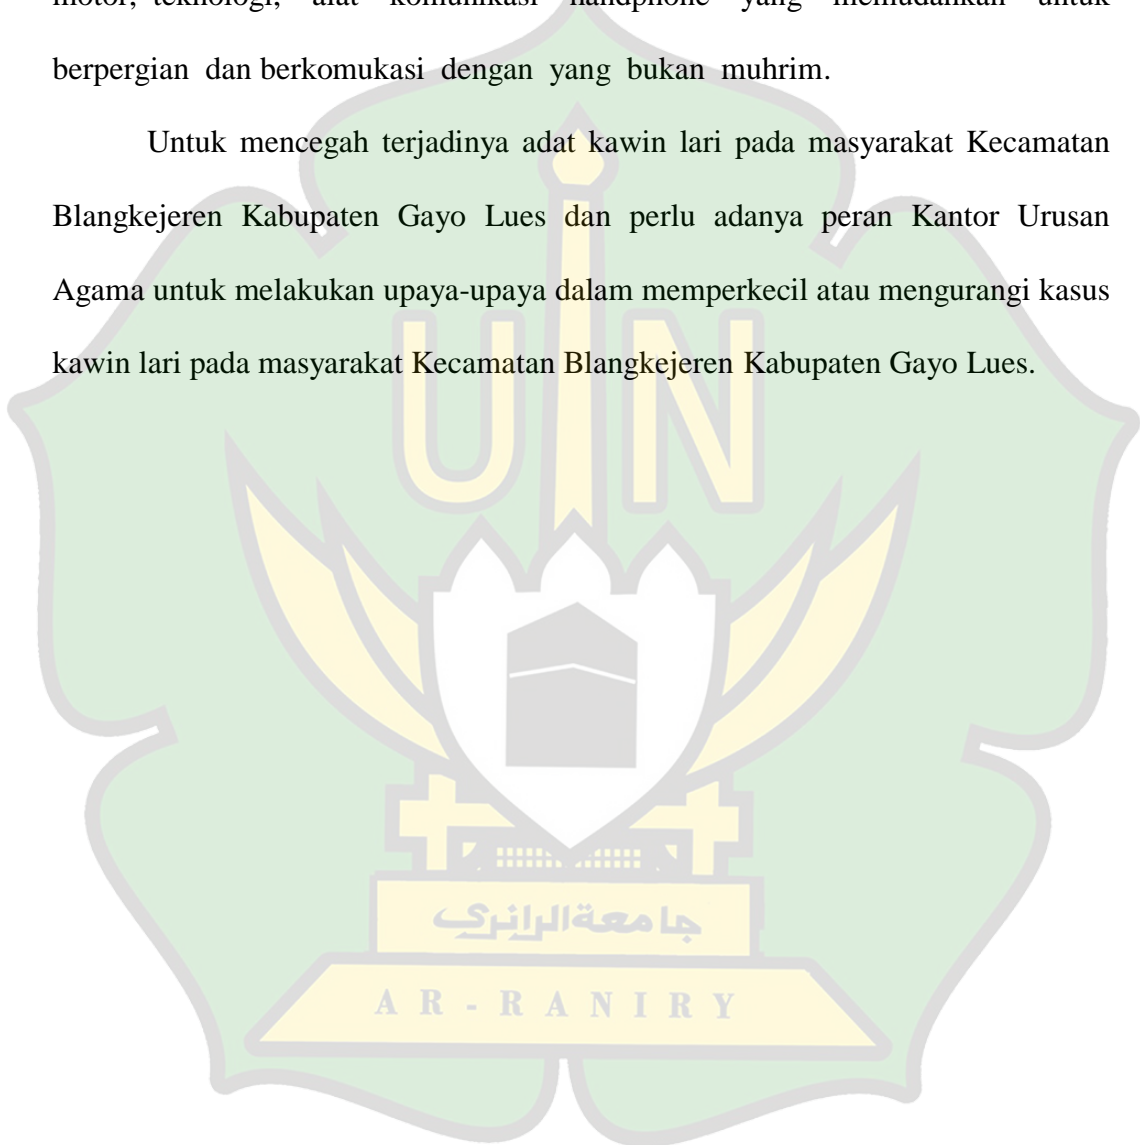 motor, teknologi, alat komunikasi handphone yang memudahkan untuk
berpergian dan berkomukasi dengan yang bukan muhrim.
Untuk mencegah terjadinya adat kawin lari pada masyarakat Kecamatan
Blangkejeren Kabupaten Gayo Lues dan perlu adanya peran Kantor Urusan
Agama untuk melakukan upaya-upaya dalam memperkecil atau mengurangi kasus
kawin lari pada masyarakat Kecamatan Blangkejeren Kabupaten Gayo Lues.
UIN
جامعة الرانري
AR-RANIRY